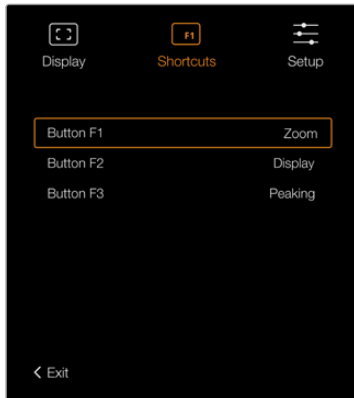 F1
Display Shortcuts Setup
Button F1 Zoom
Button F2 Display
Button F3 Peaking
Exit